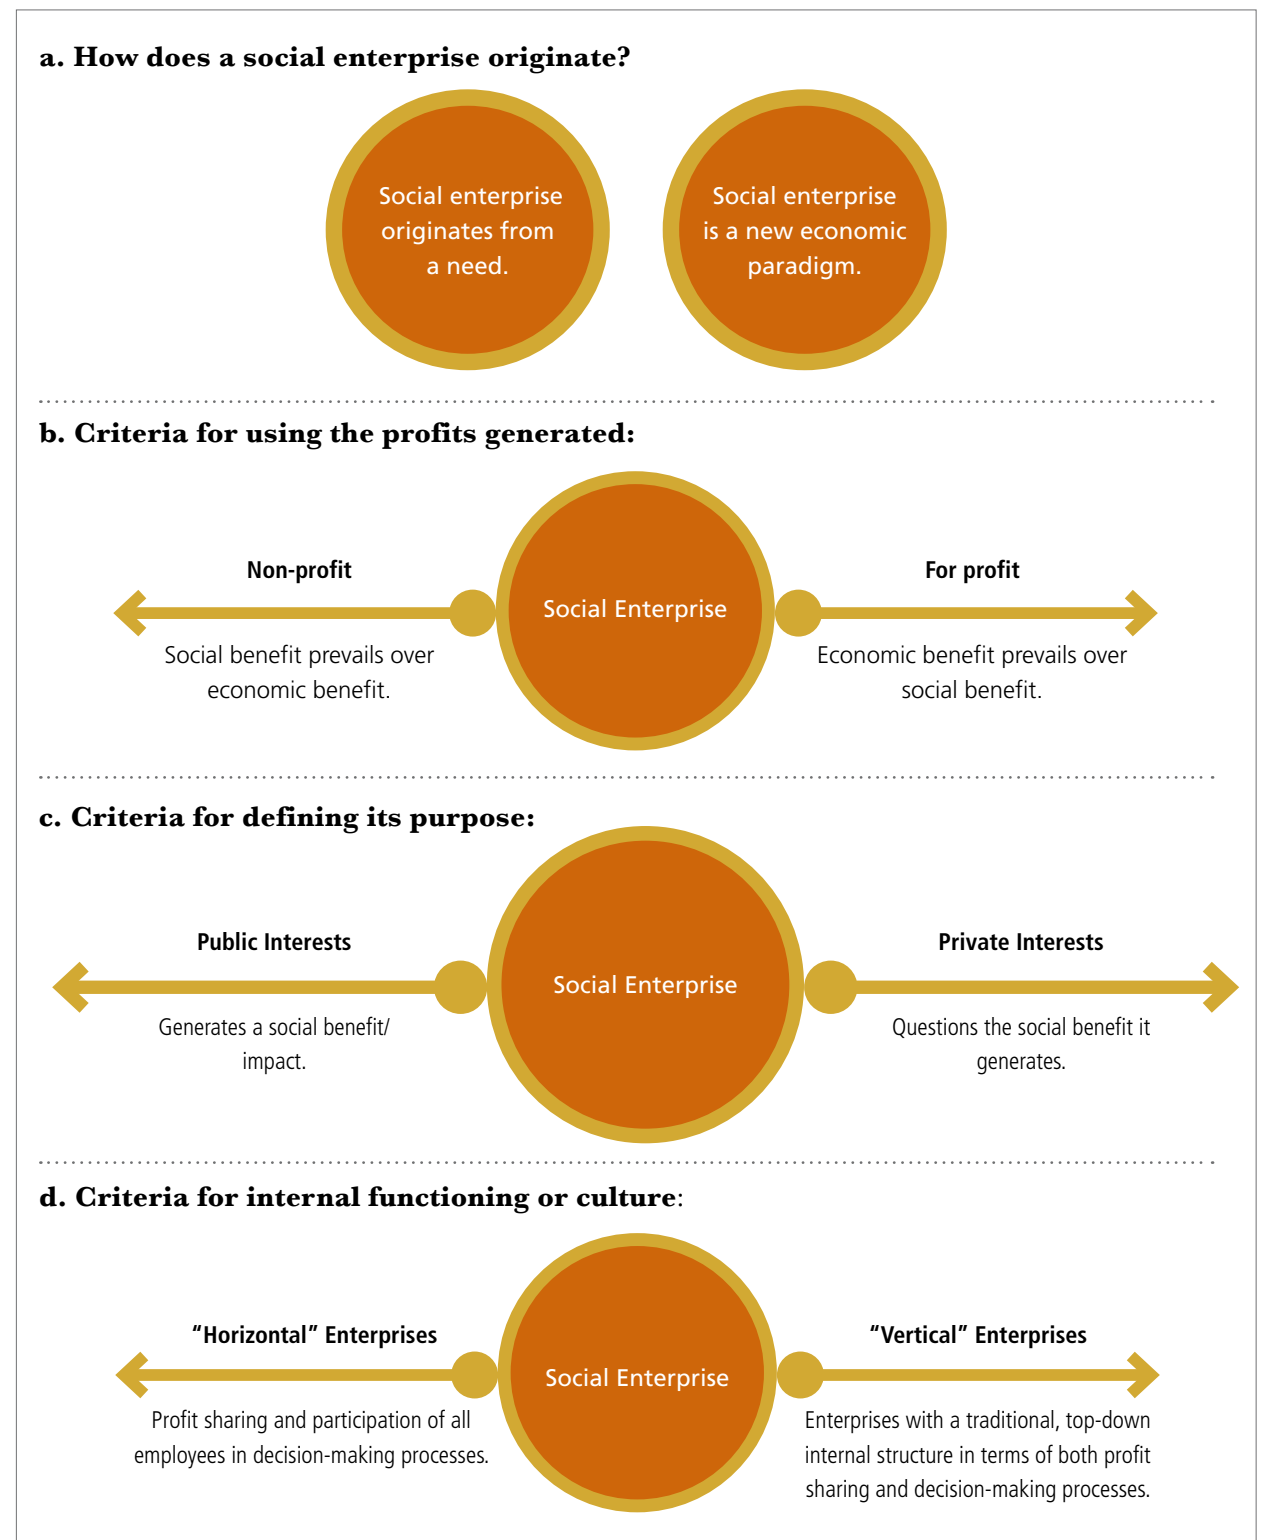 a. How does a social enterprise originate?
Social enterprise
originates from
a need.
Social enterprise
is a new economic
paradigm.
b. Criteria for using the profits generated:
Non-profit
Social benefit prevails over
economic benefit.
Social Enterprise
For profit
Economic benefit prevails over
social benefit.
c. Criteria for defining its purpose:
Public Interests
Generates a social benefit/
impact.
Social Enterprise
Private Interests
Questions the social benefit it
generates.
d. Criteria for internal functioning or culture:
"Horizontal" Enterprises
Profit sharing and participation of all
employees in decision-making processes.
Social Enterprise
"Vertical" Enterprises
Enterprises with a traditional, top-down
internal structure in terms of both profit
sharing and decision-making processes.